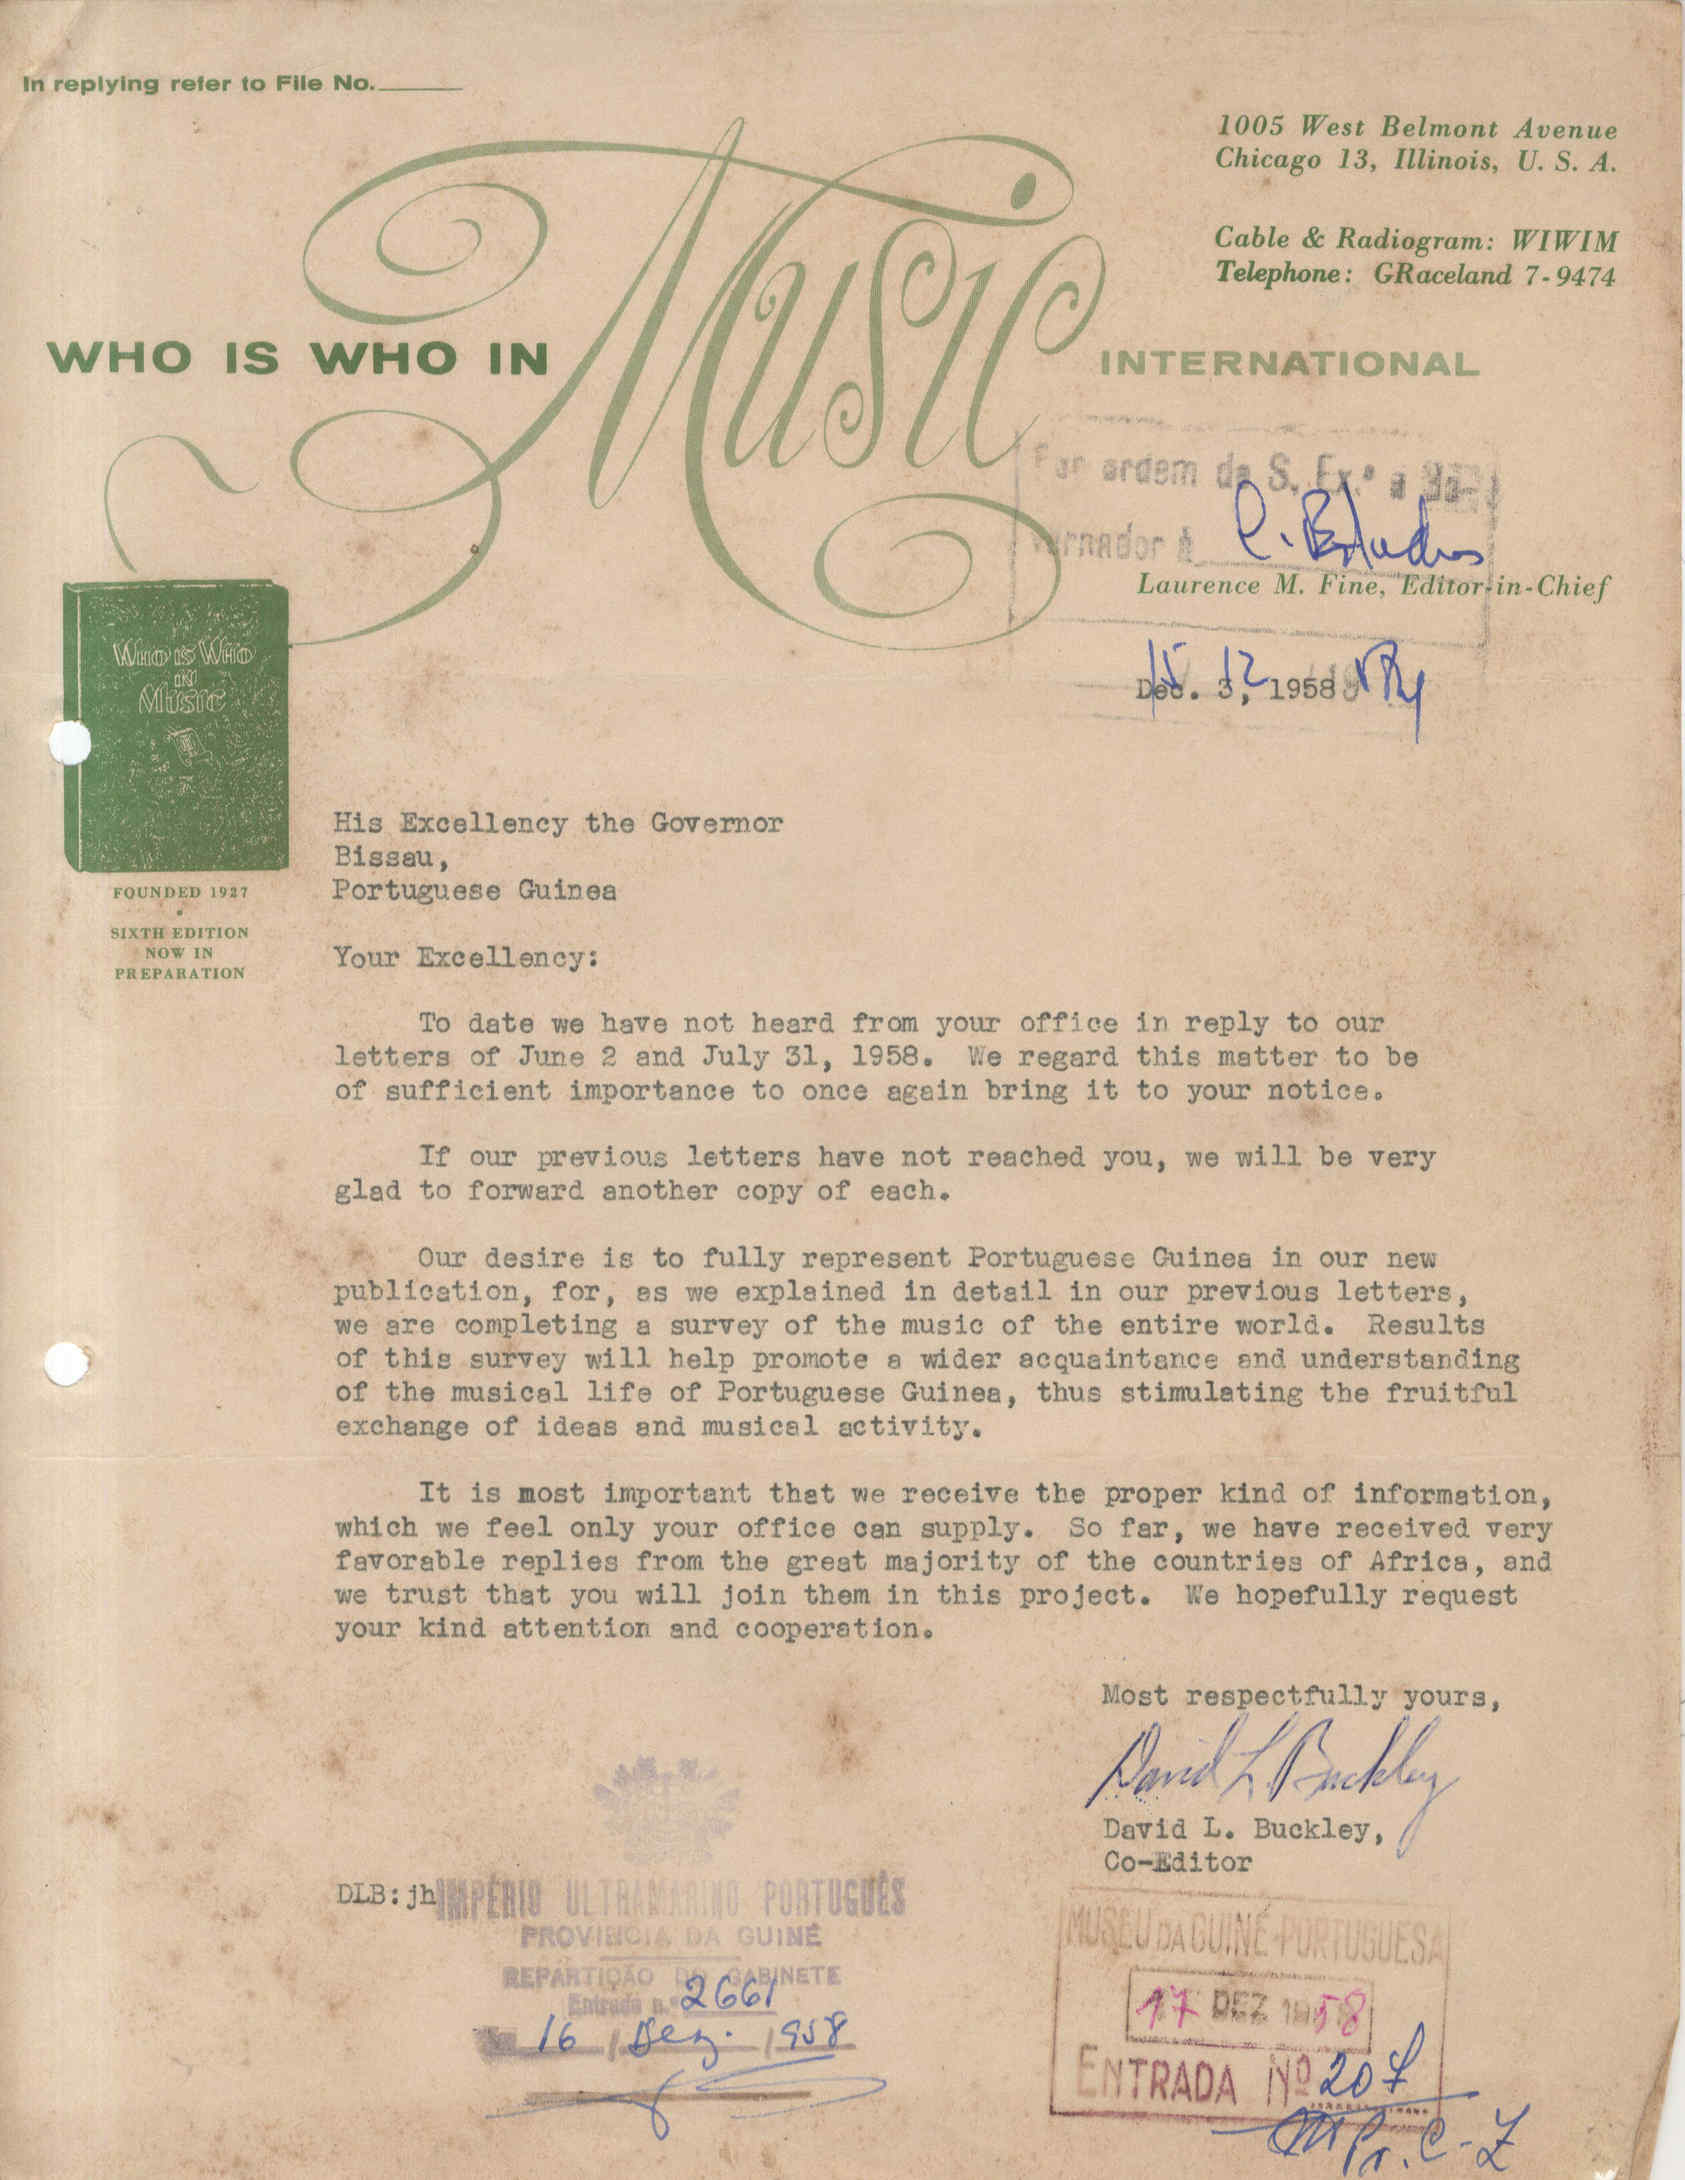 In replying refer to File No.
1005 West Belmont Avenue
Chicago 13, Illinois, U. S. A.
Cable & Radiogram: WIWIM
Telephone: GRaceland 7-9474
WHO IS WHO IN Music INTERNATIONAL
Por ordem de S. Ex.ª o Go-
vernador à C. Estudos
Laurence M. Fine, Editor-in-Chief
15 12
Dec. 3, 1958
WHO IS WHO
IN
MUSIC
FOUNDED 1927
SIXTH EDITION
NOW IN
PREPARATION
His Excellency the Governor
Bissau,
Portuguese Guinea
Your Excellency:
To date we have not heard from your office in reply to our
letters of June 2 and July 31, 1958. We regard this matter to be
of sufficient importance to once again bring it to your notice.
If our previous letters have not reached you, we will be very
glad to forward another copy of each.
Our desire is to fully represent Portuguese Guinea in our new
publication, for, as we explained in detail in our previous letters,
we are completing a survey of the music of the entire world. Results
of this survey will help promote a wider acquaintance and understanding
of the musical life of Portuguese Guinea, thus stimulating the fruitful
exchange of ideas and musical activity.
It is most important that we receive the proper kind of information,
which we feel only your office can supply. So far, we have received very
favorable replies from the great majority of the countries of Africa, and
we trust that you will join them in this project. We hopefully request
your kind attention and cooperation.
Most respectfully yours,
David L Buckley
David L. Buckley,
Co-Editor
DLB:jh
IMPÉRIO ULTRAMARINO PORTUGUÊS
PROVINCIA DA GUINÉ
REPARTIÇÃO DO GABINETE
Entrada n.º 2661
16 / Dez. / 1958
MUSEU DA GUINÉ PORTUGUESA
17 DEZ 1958
ENTRADA Nº 207